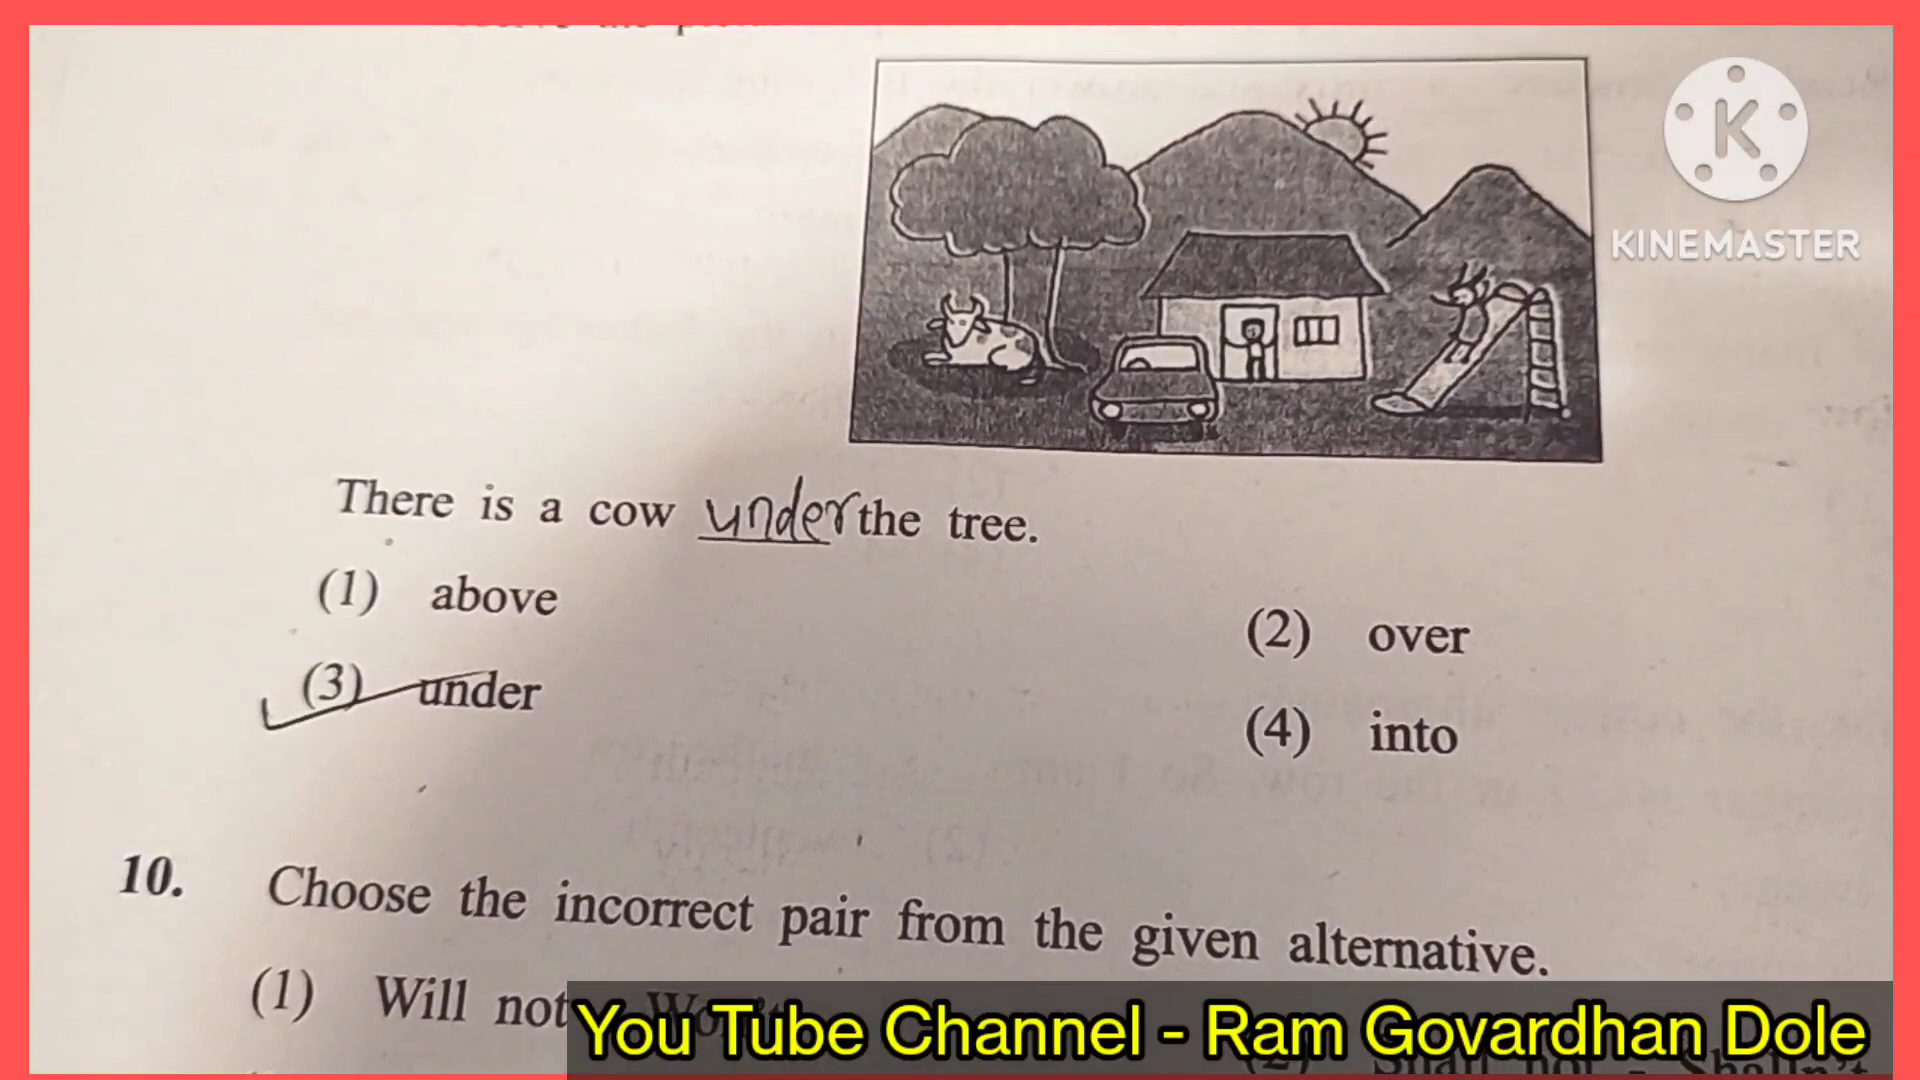 KINEMASTER
There is a cow under the tree.
(1) above
(2) over
(3) under
(4) into
10. Choose the incorrect pair from the given alternative.
(1) Will not
You Tube Channel - Ram Govardhan Dole